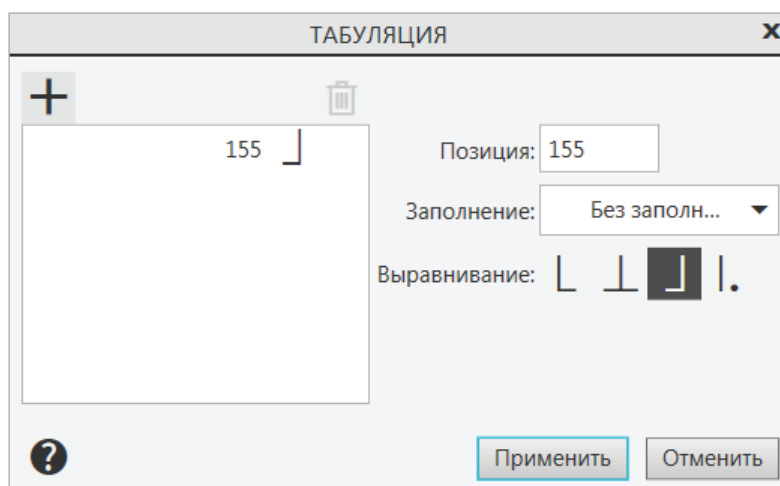 ТАБУЛЯЦИЯ
155
Позиция: 155
Заполнение: Без заполн...
Выравнивание:
Применить Отменить